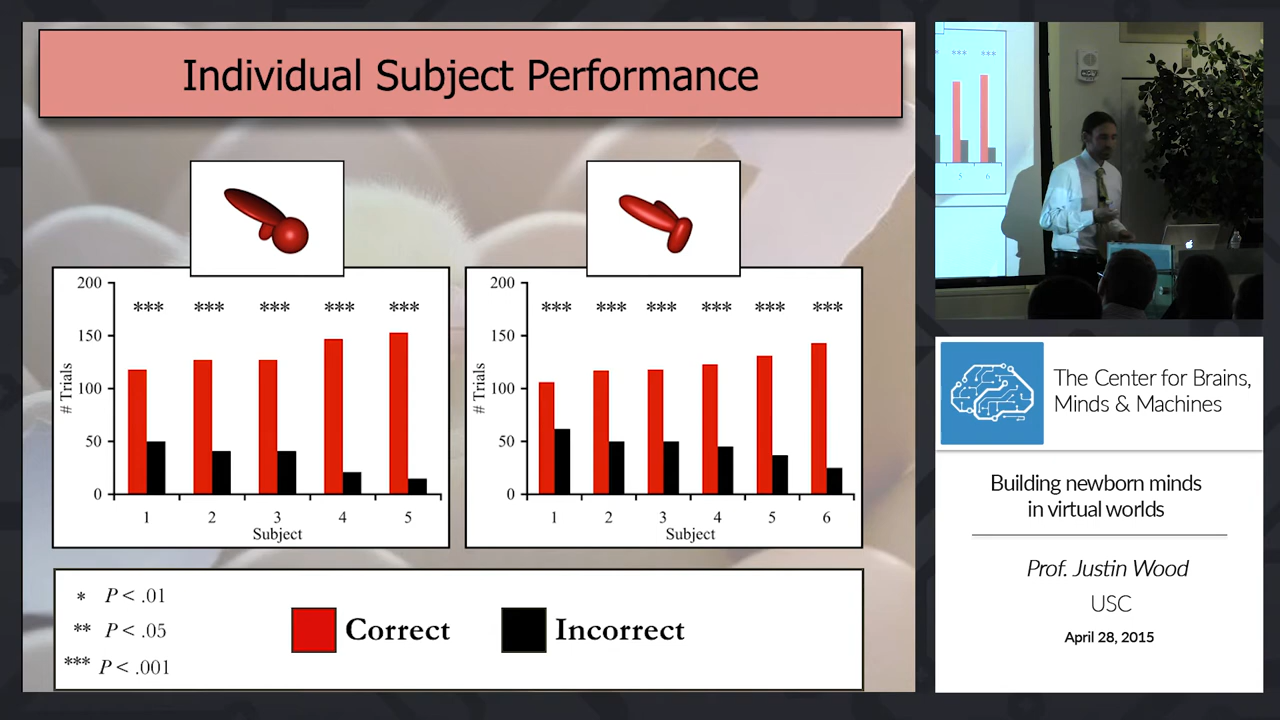 Individual Subject Performance
200
150
100
50
0
# Trials
*** *** *** *** ***
1 2 3 4 5
Subject
200
150
100
50
0
# Trials
*** *** *** *** *** ***
1 2 3 4 5 6
Subject
* P < .01
** P < .05
*** P < .001
Correct
Incorrect
*** ***
5 6
The Center for Brains,
Minds & Machines
Building newborn minds
in virtual worlds
Prof. Justin Wood
USC
April 28, 2015